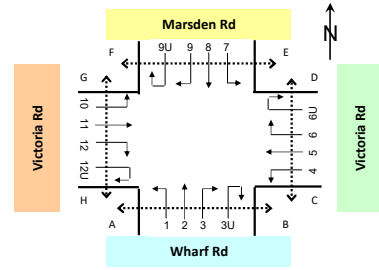 Marsden Rd
N
F 9U 9 8 7 E
G D
10 6U
11 6
12 5
12U 4
Victoria Rd
Victoria Rd
H C
A 1 2 3 3U B
Wharf Rd